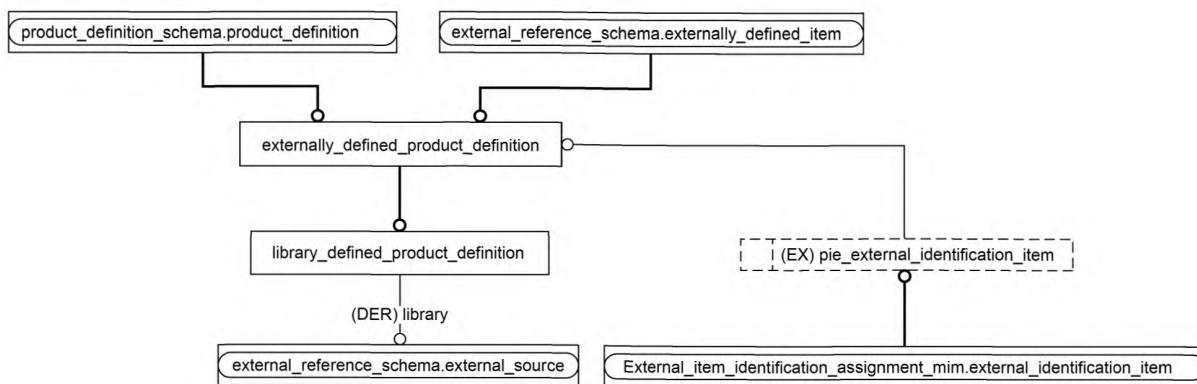 product_definition_schema.product_definition
external_reference_schema.externally_defined_item
externally_defined_product_definition
library_defined_product_definition
(EX) pie_external_identification_item
(DER) library
external_reference_schema.external_source
External_item_identification_assignment_mim.external_identification_item